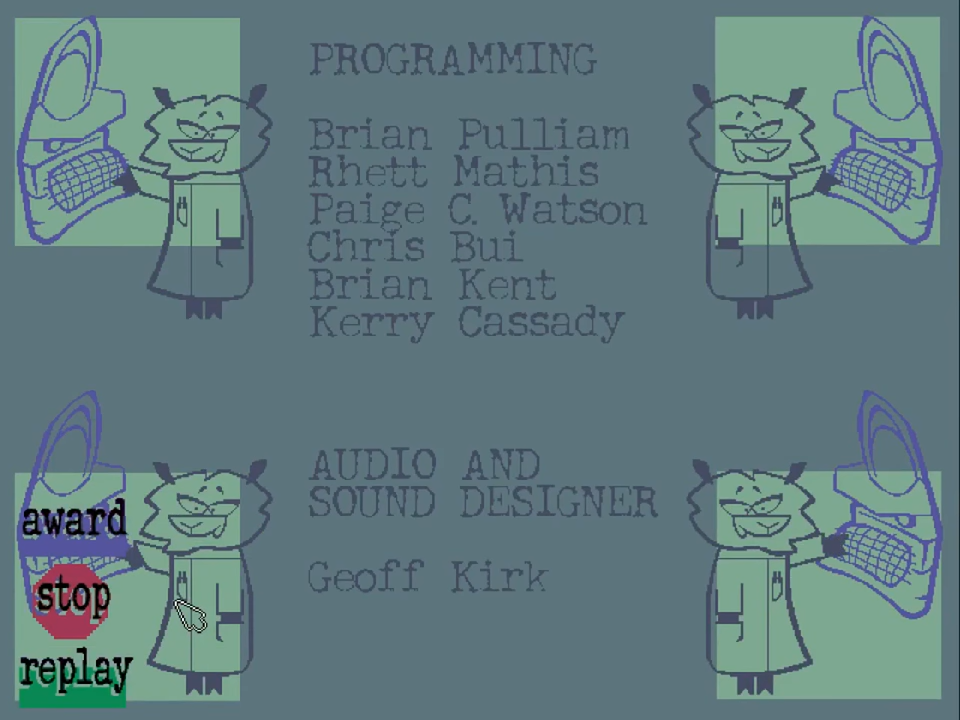 PROGRAMMING
Brian Pulliam
Rhett Mathis
Paige C. Watson
Chris Bui
Brian Kent
Kerry Cassady
AUDIO AND
SOUND DESIGNER
Geoff Kirk
award
stop
replay